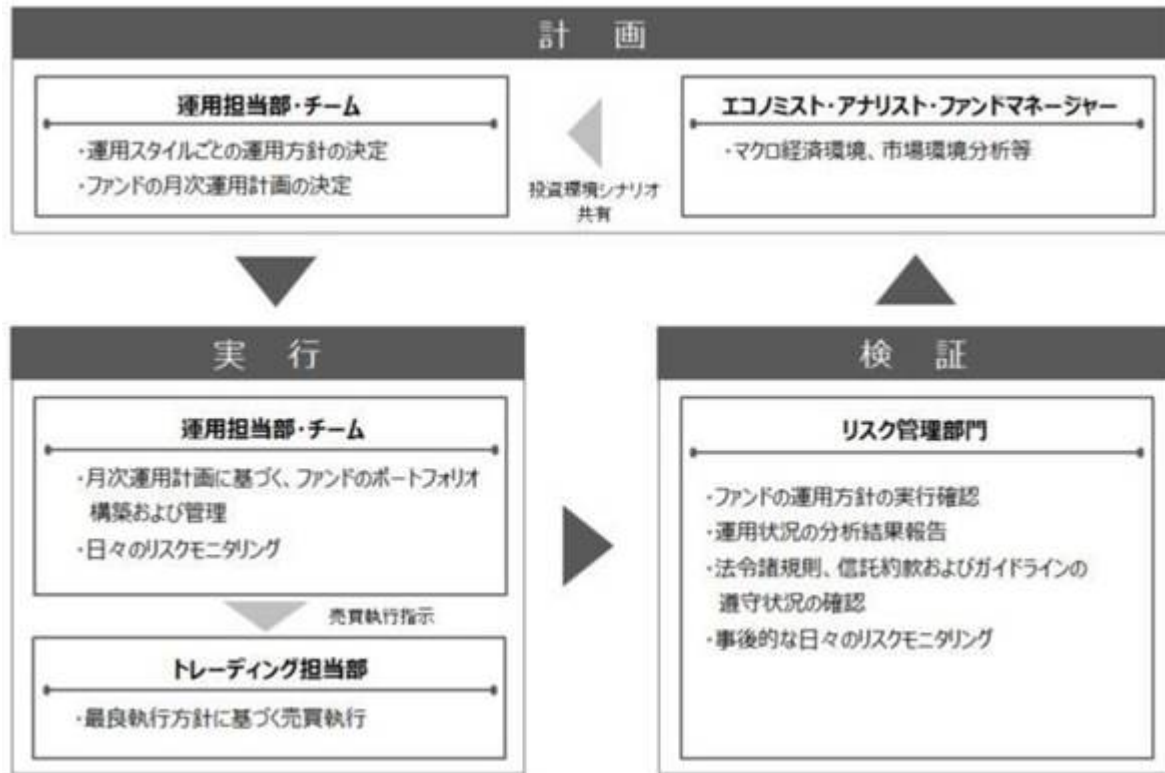 計 画
運用担当部・チーム
・運用スタイルごとの運用方針の決定
・ファンドの月次運用計画の決定
投資環境シナリオ
共有
エコノミスト・アナリスト・ファンドマネージャー
・マクロ経済環境、市場環境分析等
実 行
運用担当部・チーム
・月次運用計画に基づく、ファンドのポートフォリオ
構築および管理
・日々のリスクモニタリング
売買執行指示
トレーディング担当部
・最良執行方針に基づく売買執行
検 証
リスク管理部門
・ファンドの運用方針の実行確認
・運用状況の分析結果報告
・法令諸規則、信託約款およびガイドラインの
遵守状況の確認
・事後的な日々のリスクモニタリング